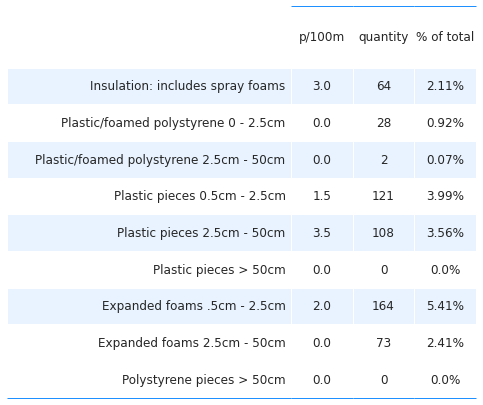 p/100m quantity % of total
Insulation: includes spray foams 3.0 64 2.11%
Plastic/foamed polystyrene 0 - 2.5cm 0.0 28 0.92%
Plastic/foamed polystyrene 2.5cm - 50cm 0.0 2 0.07%
Plastic pieces 0.5cm - 2.5cm 1.5 121 3.99%
Plastic pieces 2.5cm - 50cm 3.5 108 3.56%
Plastic pieces > 50cm 0.0 0 0.0%
Expanded foams .5cm - 2.5cm 2.0 164 5.41%
Expanded foams 2.5cm - 50cm 0.0 73 2.41%
Polystyrene pieces > 50cm 0.0 0 0.0%